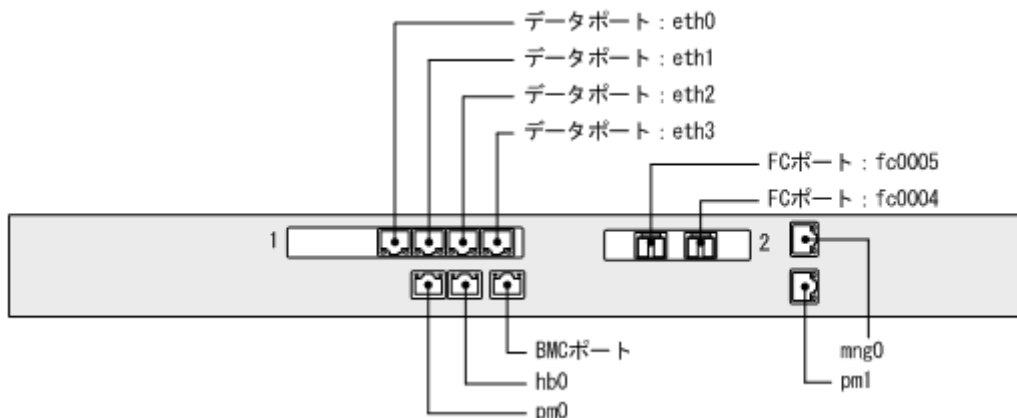 データポート：eth0
データポート：eth1
データポート：eth2
データポート：eth3
FCポート：fc0005
FCポート：fc0004
1
2
BMCポート
hb0
pm0
mng0
pm1